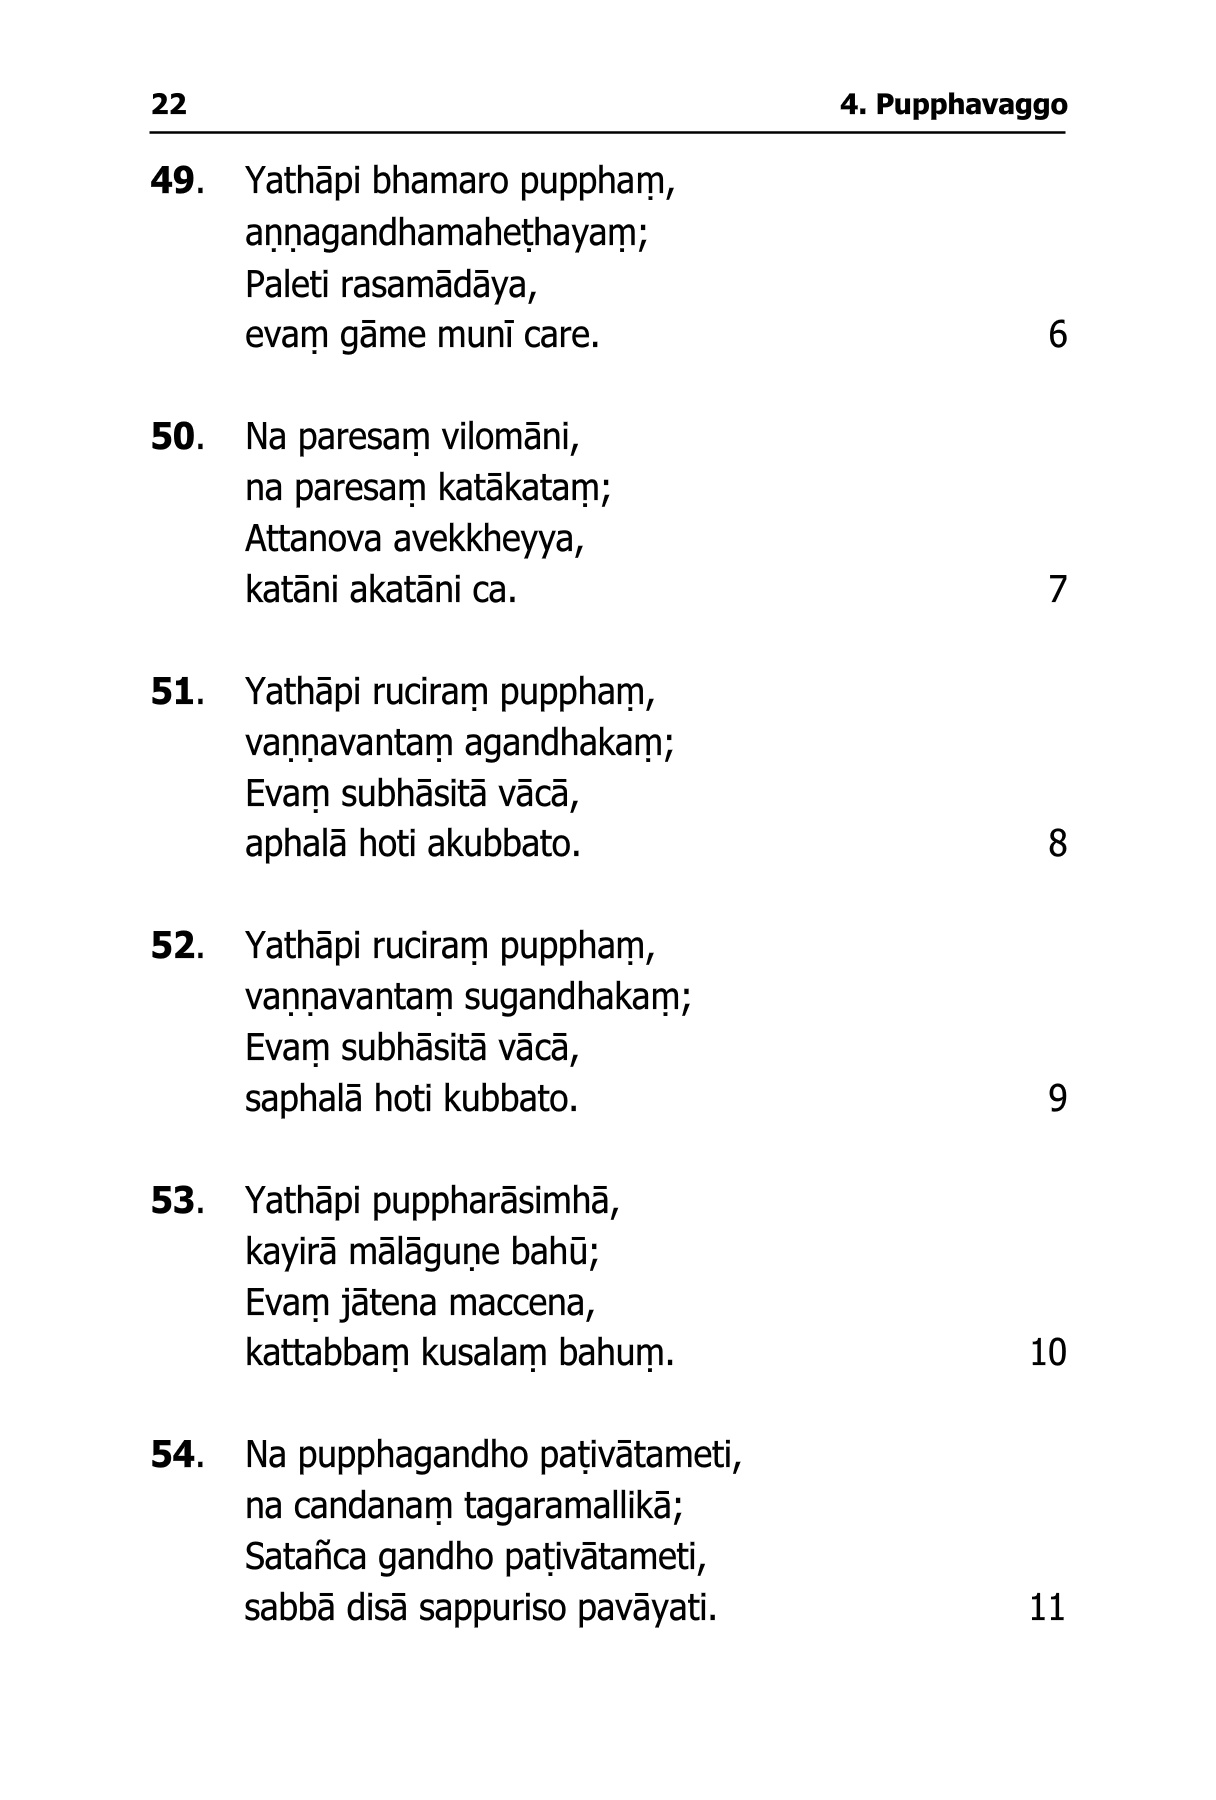 22 4. Pupphavaggo
49. Yathāpi bhamaro pupphaṃ,
aṇṇagandhamaheṭhayaṃ;
Paleti rasamādāya,
evaṃ gāme munī care. 6
50. Na paresaṃ vilomāni,
na paresaṃ katākataṃ;
Attanova avekkheyya,
katāni akatāni ca. 7
51. Yathāpi ruciraṃ pupphaṃ,
vaṇṇavantaṃ agandhakaṃ;
Evaṃ subhāsitā vācā,
aphalā hoti akubbato. 8
52. Yathāpi ruciraṃ pupphaṃ,
vaṇṇavantaṃ sugandhakaṃ;
Evaṃ subhāsitā vācā,
saphalā hoti kubbato. 9
53. Yathāpi puppharāsimhā,
kayirā mālāguṇe bahū;
Evaṃ jātena maccena,
kattabbaṃ kusalaṃ bahuṃ. 10
54. Na pupphagandho paṭivātameti,
na candanaṃ tagaramallikā;
Satañca gandho paṭivātameti,
sabbā disā sappuriso pavāyati. 11